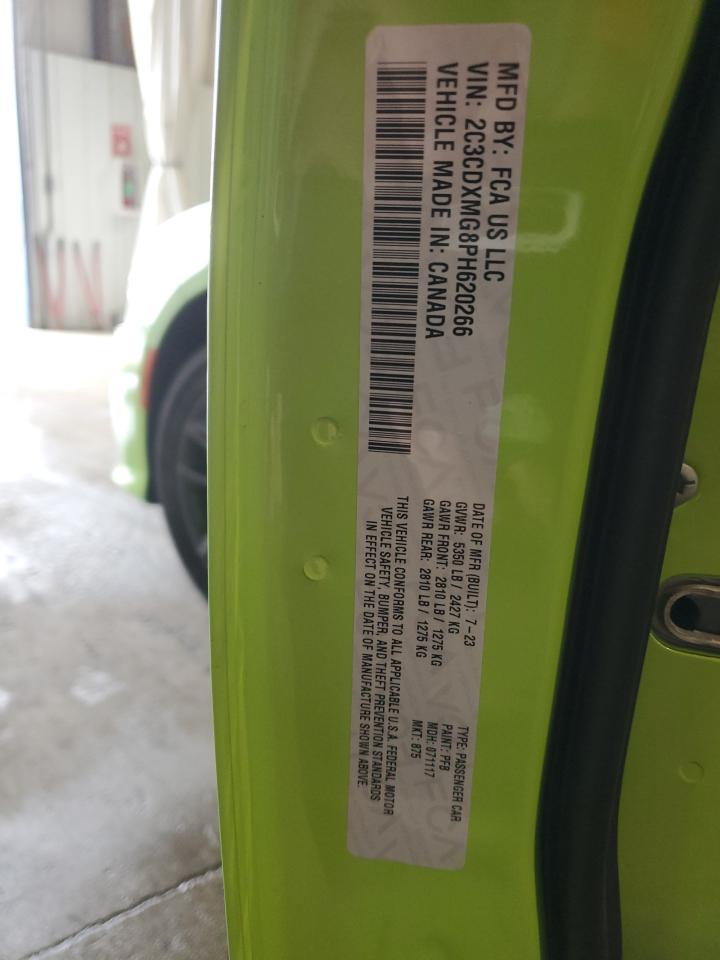 MFD BY: FCA US LLC
VIN: 2C3CDXMG8PH620266
VEHICLE MADE IN: CANADA
DATE OF MFR (BUILT): 7-23
GVWR: 5350 LB / 2427 KG
GAWR FRONT: 2810 LB / 1275 KG
GAWR REAR: 2810 LB / 1275 KG
THIS VEHICLE CONFORMS TO ALL APPLICABLE U.S.A. FEDERAL MOTOR
VEHICLE SAFETY, BUMPER, AND THEFT PREVENTION STANDARDS
IN EFFECT ON THE DATE OF MANUFACTURE SHOWN ABOVE.
TYPE: PASSENGER CAR
PAINT: PFB
MDH: 071117
MKT: 875